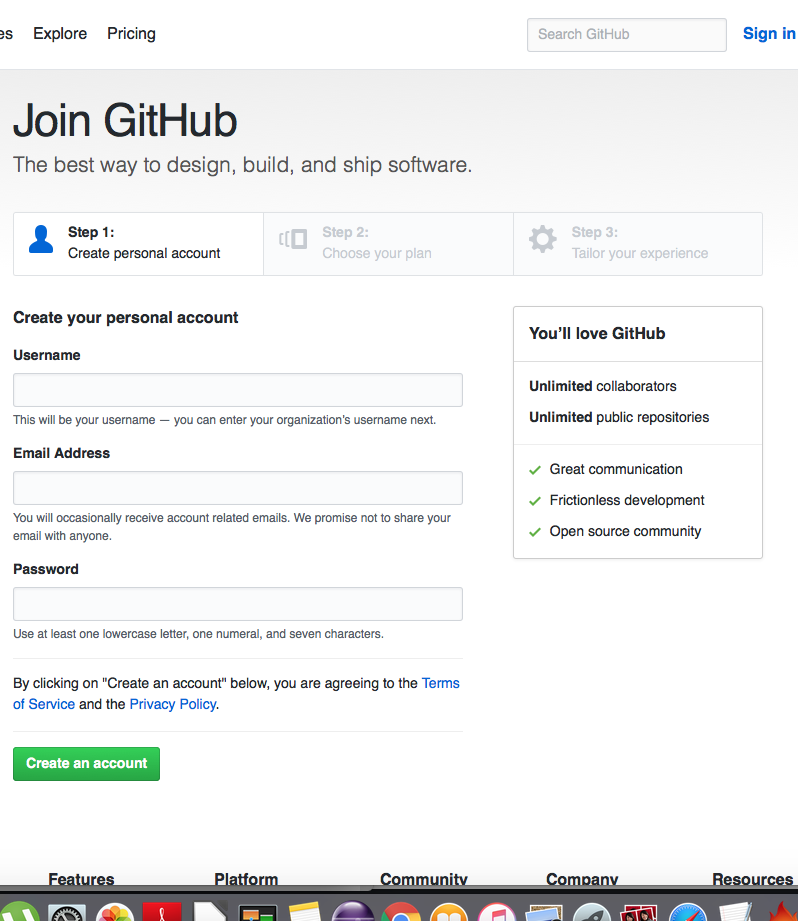 es Explore Pricing Search GitHub Sign in
Join GitHub
The best way to design, build, and ship software.
Step 1:
Create personal account
Step 2:
Choose your plan
Step 3:
Tailor your experience
Create your personal account
Username
This will be your username — you can enter your organization's username next.
Email Address
You will occasionally receive account related emails. We promise not to share your
email with anyone.
Password
Use at least one lowercase letter, one numeral, and seven characters.
By clicking on "Create an account" below, you are agreeing to the Terms
of Service and the Privacy Policy.
Create an account
You’ll love GitHub
Unlimited collaborators
Unlimited public repositories
Great communication
Frictionless development
Open source community
Features Platform Community Company Resources